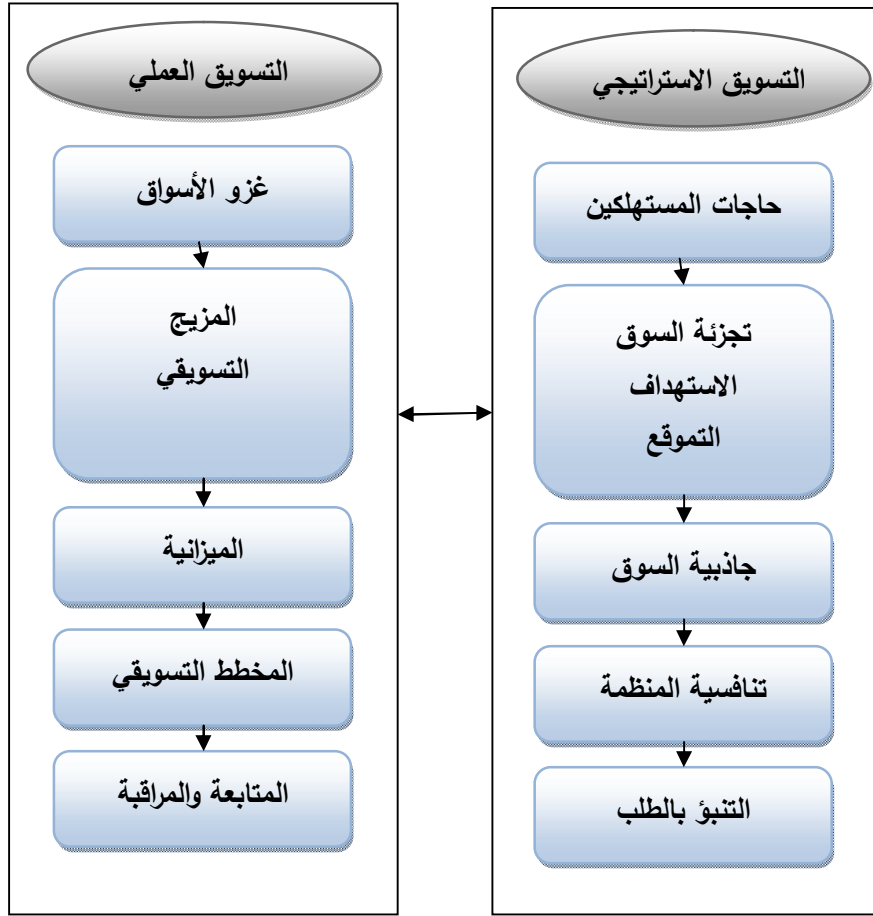 التسويق الاستراتيجي
حاجات المستهلكين
تجزئة السوق
الاستهداف
التموقع
جاذبية السوق
تنافسية المنظمة
التنبؤ بالطلب
التسويق العملي
غزو الأسواق
المزيج
التسويقي
الميزانية
المخطط التسويقي
المتابعة والمراقبة